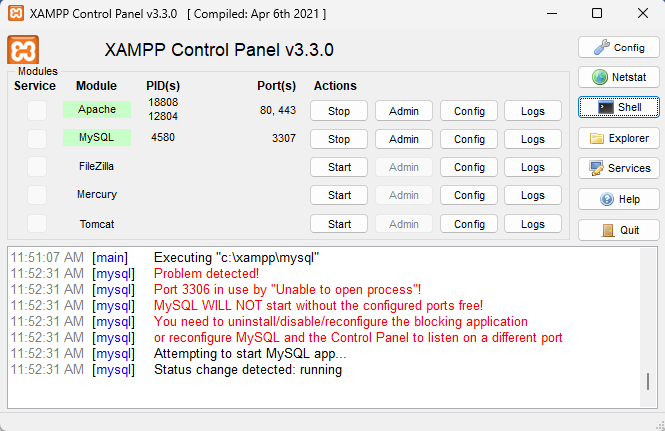 XAMPP Control Panel v3.3.0 [ Compiled: Apr 6th 2021 ]
XAMPP Control Panel v3.3.0
Config
Modules
Service Module PID(s) Port(s) Actions
Netstat
Apache 18808 12804 80, 443 Stop Admin Config Logs
Shell
MySQL 4580 3307 Stop Admin Config Logs
Explorer
FileZilla Start Admin Config Logs
Services
Mercury Start Admin Config Logs
Help
Tomcat Start Admin Config Logs
Quit
11:51:07 AM [main] Executing "c:\xampp\mysql"
11:52:31 AM [mysql] Problem detected!
11:52:31 AM [mysql] Port 3306 in use by "Unable to open process"!
11:52:31 AM [mysql] MySQL WILL NOT start without the configured ports free!
11:52:31 AM [mysql] You need to uninstall/disable/reconfigure the blocking application
11:52:31 AM [mysql] or reconfigure MySQL and the Control Panel to listen on a different port
11:52:31 AM [mysql] Attempting to start MySQL app...
11:52:31 AM [mysql] Status change detected: running